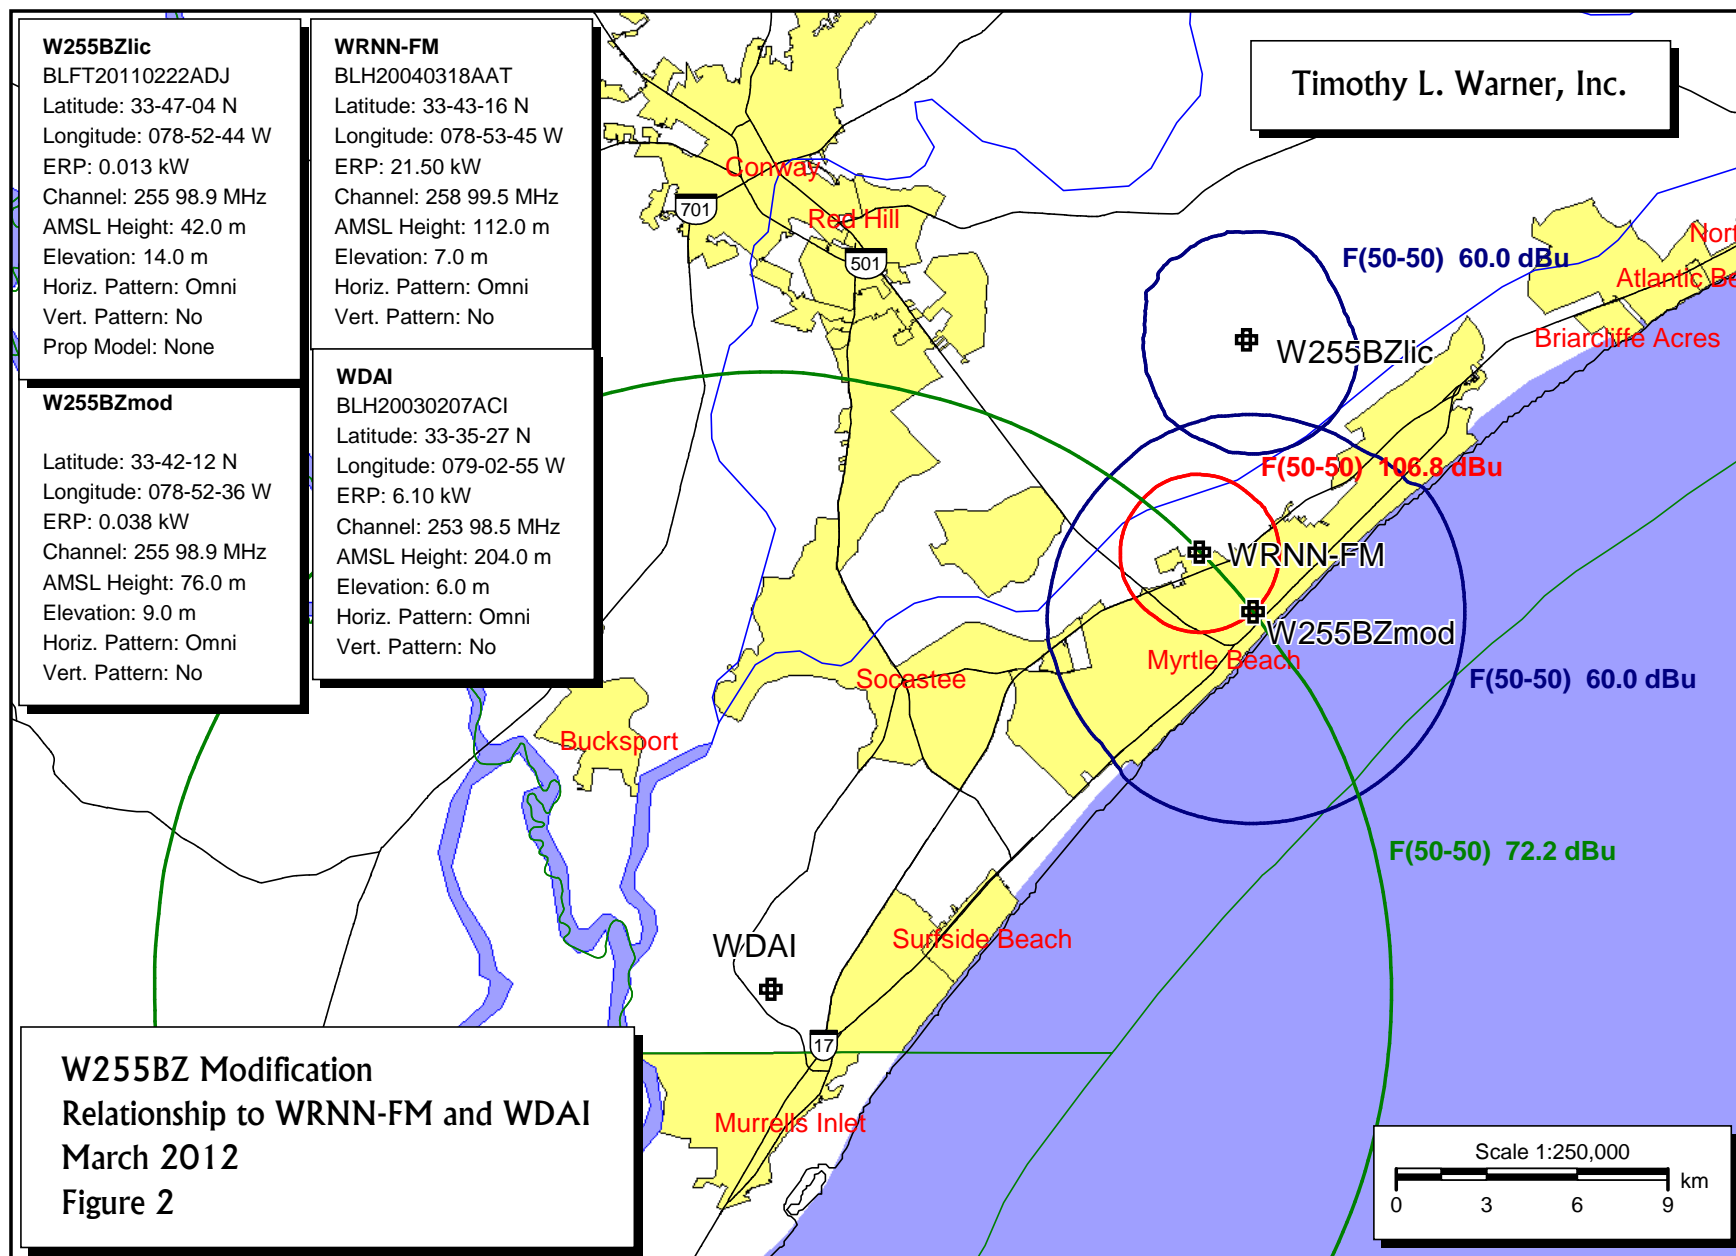 W255BZlic
BLFT20110222ADJ
Latitude: 33-47-04 N
Longitude: 078-52-44 W
ERP: 0.013 kW
Channel: 255 98.9 MHz
AMSL Height: 42.0 m
Elevation: 14.0 m
Horiz. Pattern: Omni
Vert. Pattern: No
Prop Model: None
W255BZmod
Latitude: 33-42-12 N
Longitude: 078-52-36 W
ERP: 0.038 kW
Channel: 255 98.9 MHz
AMSL Height: 76.0 m
Elevation: 9.0 m
Horiz. Pattern: Omni
Vert. Pattern: No
WRNN-FM
BLH20040318AAT
Latitude: 33-43-16 N
Longitude: 078-53-45 W
ERP: 21.50 kW
Channel: 258 99.5 MHz
AMSL Height: 112.0 m
Elevation: 7.0 m
Horiz. Pattern: Omni
Vert. Pattern: No
WDAI
BLH20030207ACI
Latitude: 33-35-27 N
Longitude: 079-02-55 W
ERP: 6.10 kW
Channel: 253 98.5 MHz
AMSL Height: 204.0 m
Elevation: 6.0 m
Horiz. Pattern: Omni
Vert. Pattern: No
Timothy L. Warner, Inc.
Conway
701
Red Hill
501
Nort
F(50-50) 60.0 dBu
Atlantic Be
Briarcliffe Acres
W255BZlic
F(50-50) 106.8 dBu
WRNN-FM
W255BZmod
Myrtle Beach
Socastee
F(50-50) 60.0 dBu
Bucksport
F(50-50) 72.2 dBu
Surfside Beach
WDAI
17
Murrells Inlet
W255BZ Modification
Relationship to WRNN-FM and WDAI
March 2012
Figure 2
Scale 1:250,000
km
0 3 6 9